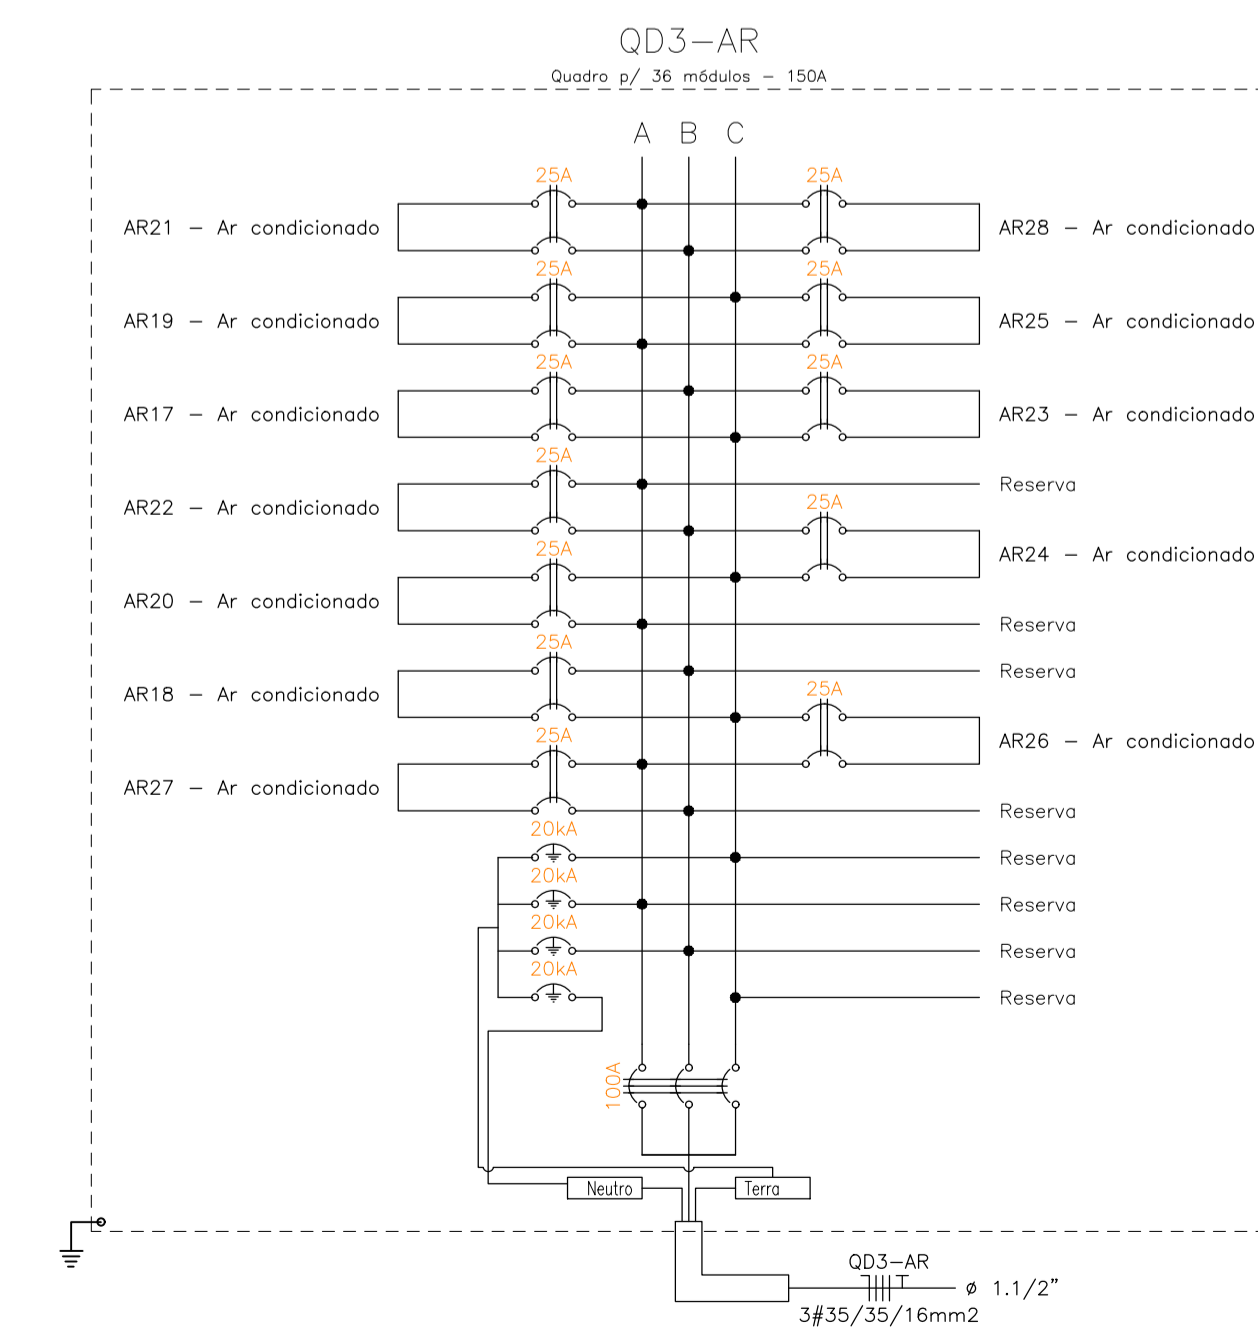 QD3-AR
Quadro p/ 36 módulos - 150A
A B C
25A 25A
AR21 - Ar condicionado AR28 - Ar condicionado
25A 25A
AR19 - Ar condicionado AR25 - Ar condicionado
25A 25A
AR17 - Ar condicionado AR23 - Ar condicionado
25A
Reserva
25A
AR22 - Ar condicionado
25A
AR24 - Ar condicionado
AR20 - Ar condicionado
Reserva
25A
Reserva
25A
AR18 - Ar condicionado
25A
AR26 - Ar condicionado
AR27 - Ar condicionado
Reserva
20kA
Reserva
20kA
Reserva
20kA
Reserva
20kA
Reserva
100A
Neutro Terra
QD3-AR
ø 1.1/2"
3#35/35/16mm2